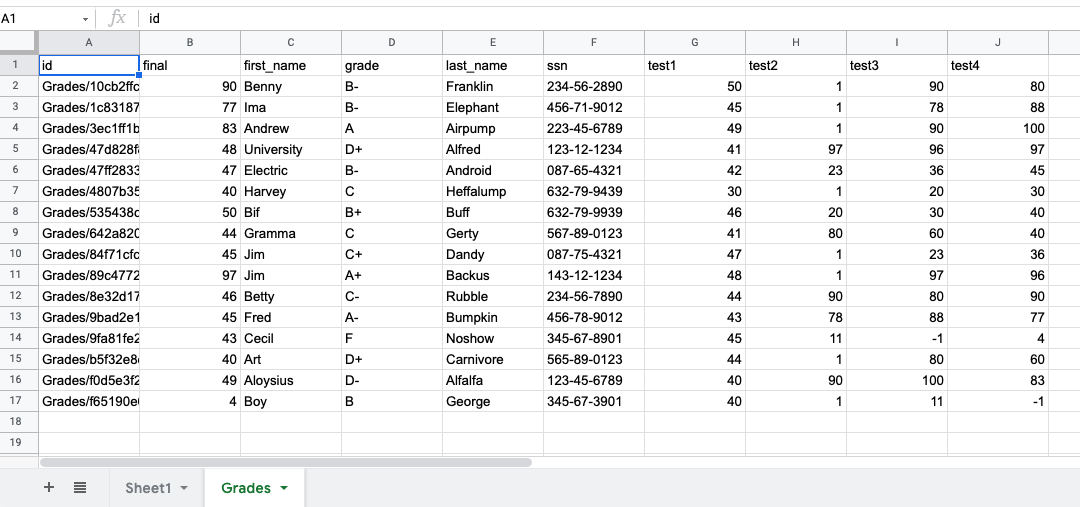 A1 fx id
A B C D E F G H I J
1 id final first_name grade last_name ssn test1 test2 test3 test4
2 Grades/10cb2ffc 90 Benny B- Franklin 234-56-2890 50 1 90 80
3 Grades/1c83187 77 Ima B- Elephant 456-71-9012 45 1 78 88
4 Grades/3ec1ff1b 83 Andrew A Airpump 223-45-6789 49 1 90 100
5 Grades/47d828f 48 University D+ Alfred 123-12-1234 41 97 96 97
6 Grades/47ff2833 47 Electric B- Android 087-65-4321 42 23 36 45
7 Grades/4807b35 40 Harvey C Heffalump 632-79-9439 30 1 20 30
8 Grades/535438c 50 Bif B+ Buff 632-79-9939 46 20 30 40
9 Grades/642a820 44 Gramma C Gerty 567-89-0123 41 80 60 40
10 Grades/84f71cfc 45 Jim C+ Dandy 087-75-4321 47 1 23 36
11 Grades/89c4772 97 Jim A+ Backus 143-12-1234 48 1 97 96
12 Grades/8e32d17 46 Betty C- Rubble 234-56-7890 44 90 80 90
13 Grades/9bad2e1 45 Fred A- Bumpkin 456-78-9012 43 78 88 77
14 Grades/9fa81fe2 43 Cecil F Noshow 345-67-8901 45 11 -1 4
15 Grades/b5f32e8 40 Art D+ Carnivore 565-89-0123 44 1 80 60
16 Grades/f0d5e3f2 49 Aloysius D- Alfalfa 123-45-6789 40 90 100 83
17 Grades/f65190e 4 Boy B George 345-67-3901 40 1 11 -1
18
19
+ Sheet1 Grades